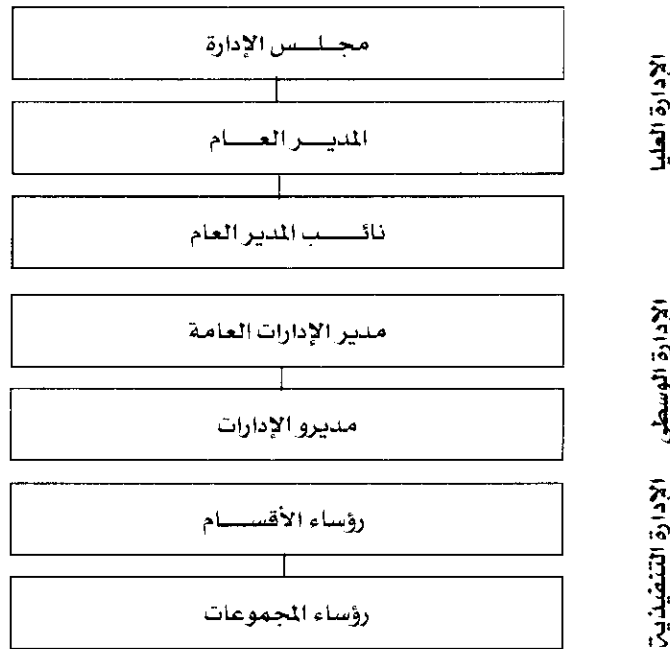 مجلس الإدارة
المدير العام
نائب المدير العام
الإدارة العليا
مدير الإدارات العامة
مديرو الإدارات
الإدارة الوسطى
رؤساء الأقسام
رؤساء المجموعات
الإدارة التنفيذية